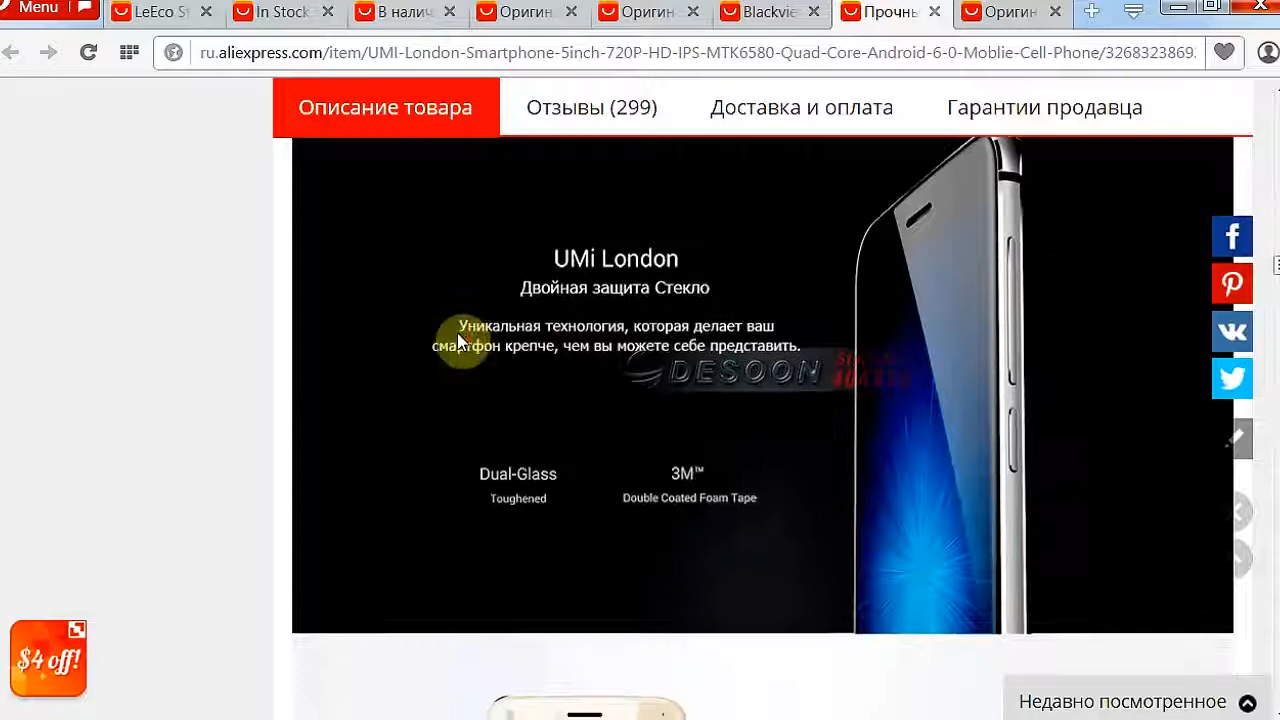 Menu
LeEco S
In Stock
В налич
Оригин
Оригин
Blackvie
Прочнь
Оригин
ru.aliexpress.com/item/UMI-London-Smartphone-5inch-720P-HD-IPS-MTK6580-Quad-Core-Android-6-0-Moblie-Cell-Phone/3268323869.
Описание товара
Отзывы (299)
Доставка и оплата
Гарантии продавца
UMi London
Двойная защита Стекло
Уникальная технология, которая делает ваш
смартфон крепче, чем вы можете себе представить.
DESOON
Dual-Glass
3M™
Toughened
Double Coated Foam Tape
$4 off!
Недавно посмотренное